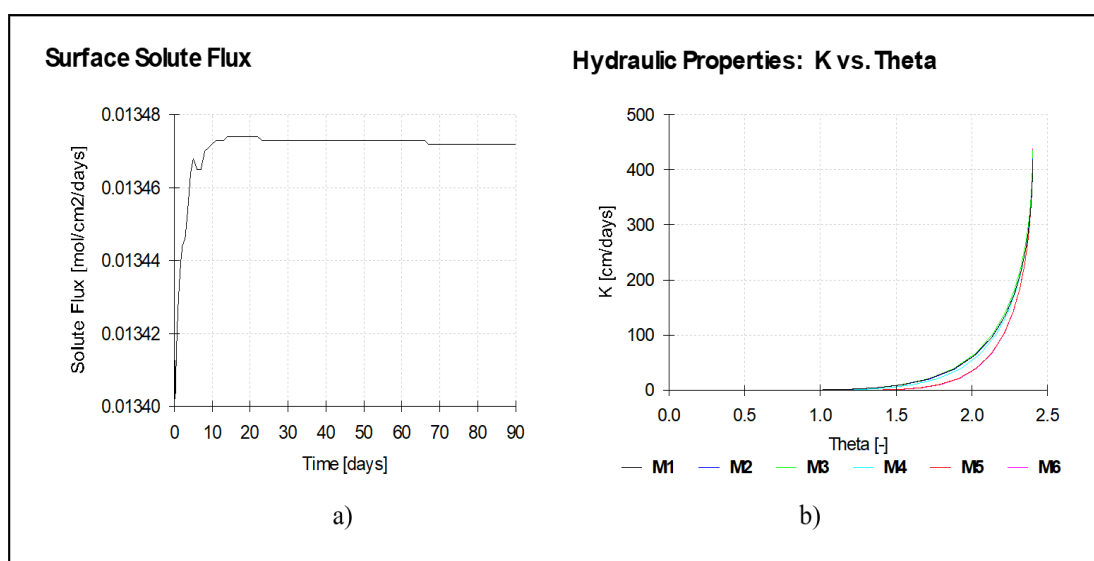 Surface Solute Flux
Solute Flux [mol/cm2/days]
0.01348
0.01346
0.01344
0.01342
0.01340
0 10 20 30 40 50 60 70 80 90
Time [days]
a)
Hydraulic Properties: K vs. Theta
K [cm/days]
500
400
300
200
100
0
0.0 0.5 1.0 1.5 2.0 2.5
Theta [-]
M1 M2 M3 M4 M5 M6
b)